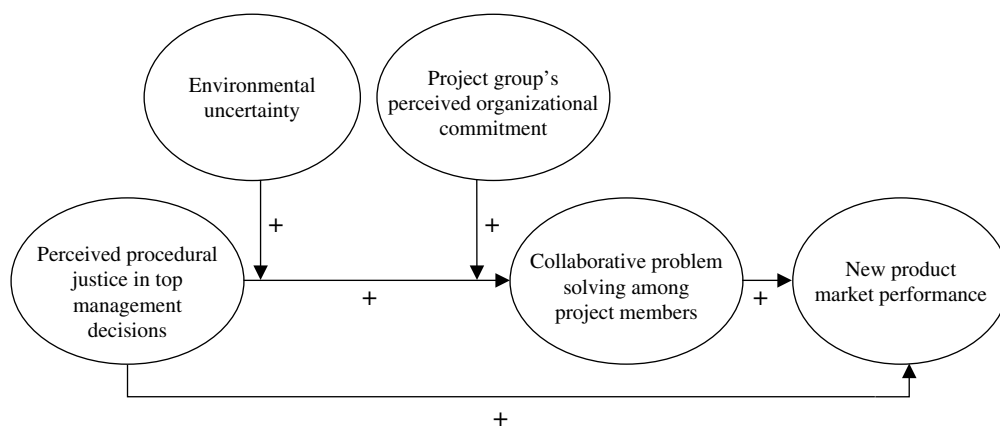 Environmental
uncertainty
Project group's
perceived organizational
commitment
+
+
Perceived procedural
justice in top
management
decisions
+
Collaborative problem
solving among
project members
+
New product
market performance
+